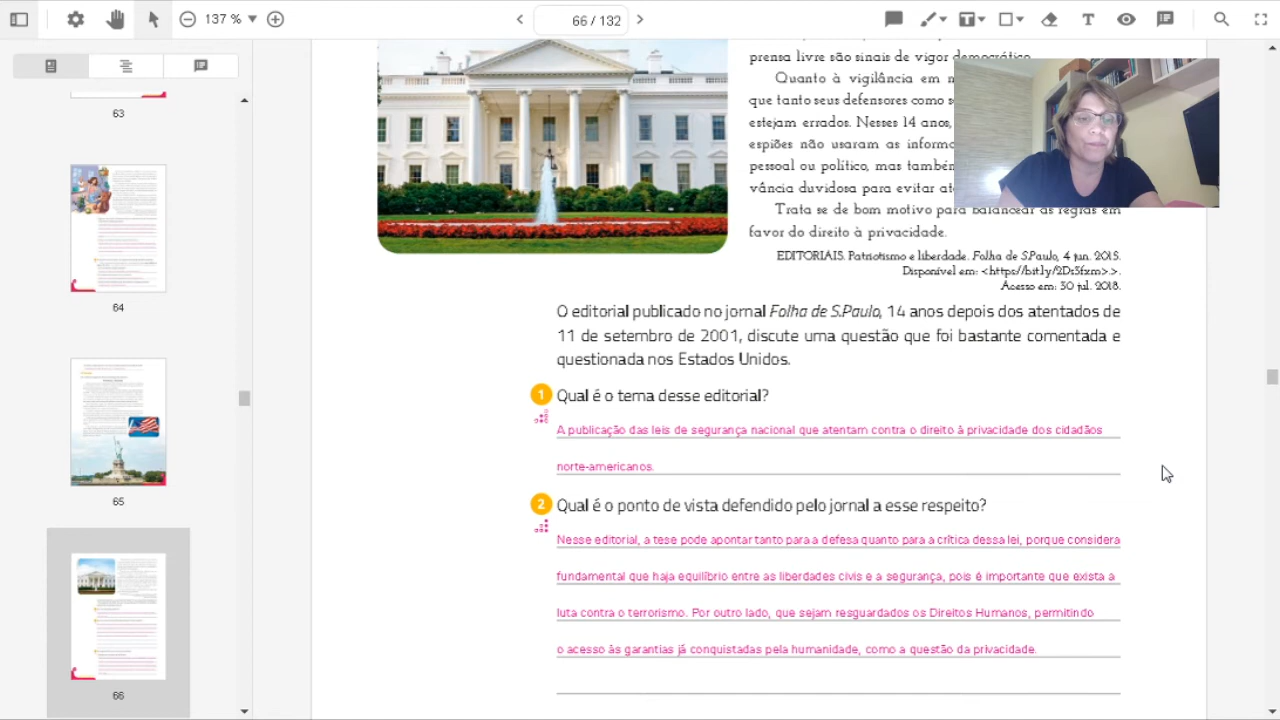 137 %
66 / 132
63
64
65
66
prensa livre são sinais de vigor democrático.
Quanto à vigilância em
que tanto seus defensores como
estejam errados. Nesses 14 anos,
espiões não usaram as
pessoal ou político, mas também
vância duvidosa para evitar
Trata se de bom motivo para balancear as regras em
favor do direito à privacidade.
EDITORIAIS. Patriotismo e liberdade. Folha de S.Paulo, 4 jun. 2015.
Disponível em: <https://bit.ly/2Ds5fzm>.>.
Acesso em: 30 jul. 2018.
O editorial publicado no jornal Folha de S.Paulo, 14 anos depois dos atentados de
11 de setembro de 2001, discute uma questão que foi bastante comentada e
questionada nos Estados Unidos.
1 Qual é o tema desse editorial?
A publicação das leis de segurança nacional que atentam contra o direito à privacidade dos cidadãos
norte-americanos.
2 Qual é o ponto de vista defendido pelo jornal a esse respeito?
Nesse editorial, a tese pode apontar tanto para a defesa quanto para a crítica dessa lei, porque considera
fundamental que haja equilíbrio entre as liberdades civis e a segurança, pois é importante que exista a
luta contra o terrorismo. Por outro lado, que sejam resguardados os Direitos Humanos, permitindo
o acesso às garantias já conquistadas pela humanidade, como a questão da privacidade.